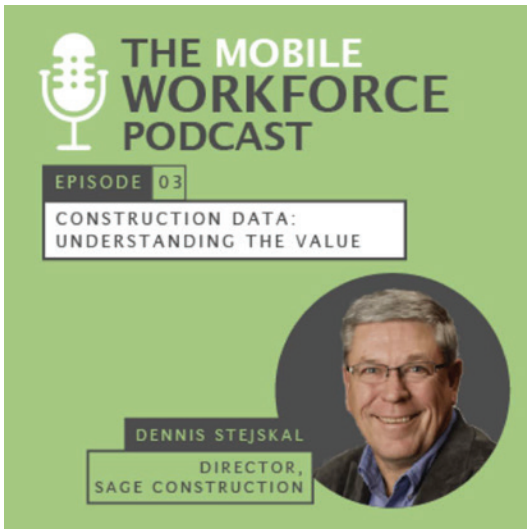 THE MOBILE
WORKFORCE
PODCAST
EPISODE 03
CONSTRUCTION DATA:
UNDERSTANDING THE VALUE
DENNIS STEJSKAL
DIRECTOR,
SAGE CONSTRUCTION